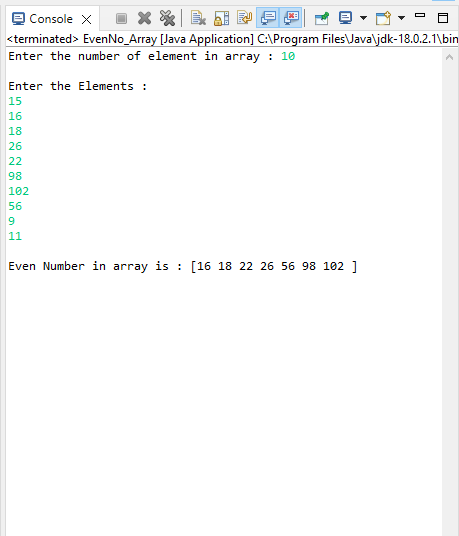 Console
<terminated> EvenNo_Array [Java Application] C:\Program Files\Java\jdk-18.0.2.1\bin
Enter the number of element in array : 10
Enter the Elements :
15
16
18
26
22
98
102
56
9
11
Even Number in array is : [16 18 22 26 56 98 102 ]